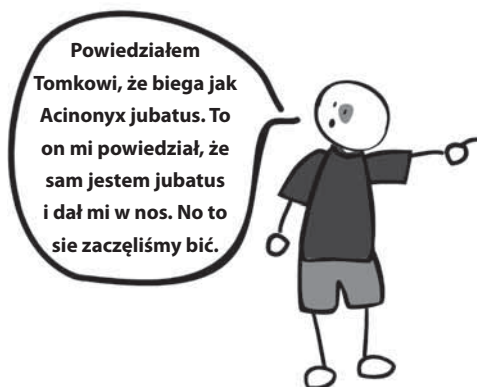 Powiedziałem
Tomkowi, że biega jak
Acinonyx jubatus. To
on mi powiedział, że
sam jestem jubatus
i dał mi w nos. No to
sie zaczęliśmy bić.